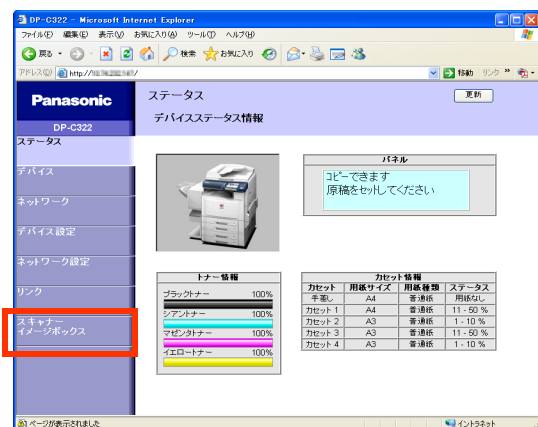 DP-C322 - Microsoft Internet Explorer
ファイル(F) 編集(E) 表示(V) お気に入り(A) ツール(T) ヘルプ(H)
戻る 検索 お気に入り
アドレス(D) http:// 移動 リンク »
Panasonic
DP-C322
ステータス
デバイス
ネットワーク
デバイス設定
ネットワーク設定
リンク
スキャナー
イメージボックス
ステータス 更新
デバイスステータス情報
パネル
コピーできます
原稿をセットしてください
トナー情報
ブラックトナー 100%
シアントナー 100%
マゼンタトナー 100%
イエロートナー 100%
カセット情報
カセット 用紙サイズ 用紙種類 ステータス
手差し A4 普通紙 用紙なし
カセット 1 A4 普通紙 11 - 50 %
カセット 2 A3 普通紙 1 - 10 %
カセット 3 A3 普通紙 11 - 50 %
カセット 4 A3 普通紙 1 - 10 %
ページが表示されました イントラネット